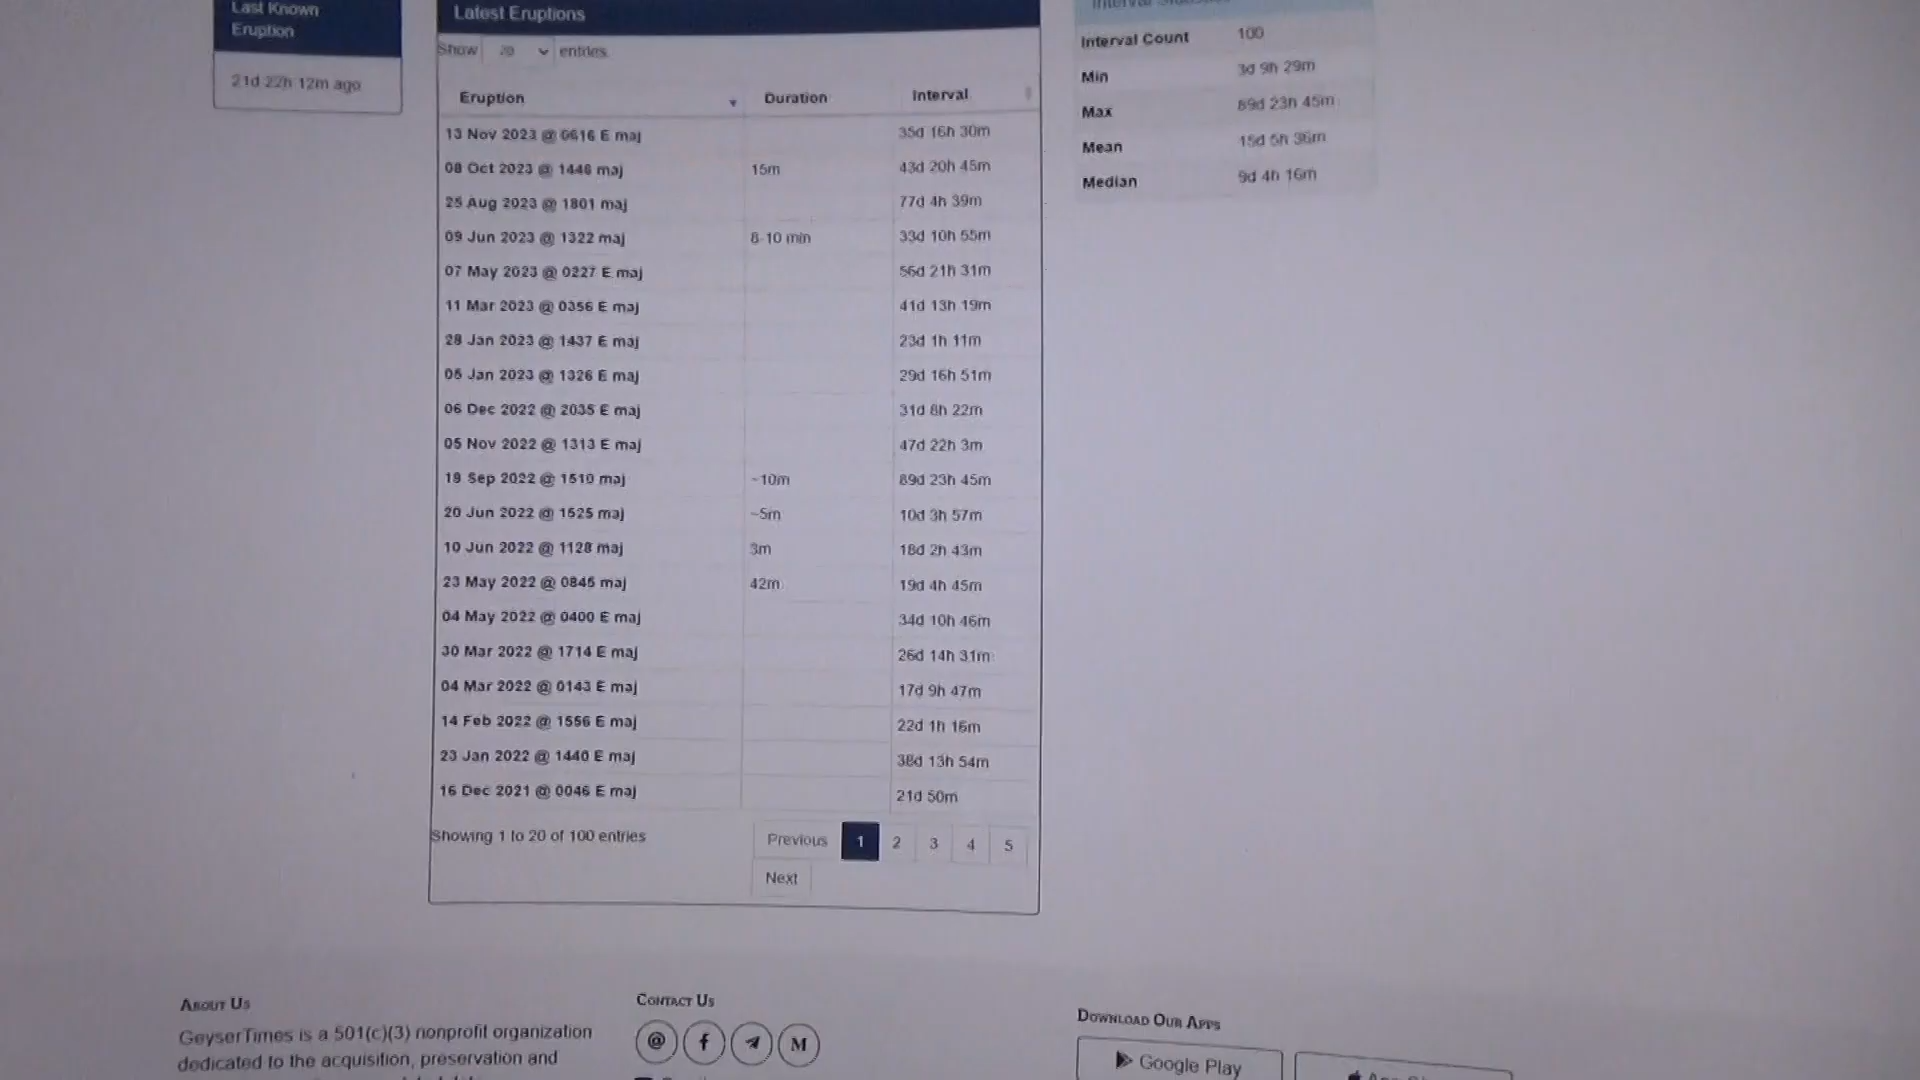 Last Known
Eruption
21d 22h 12m ago
Latest Eruptions
Show 20 entries
Eruption Duration Interval
13 Nov 2023 @ 0616 E maj 35d 16h 30m
08 Oct 2023 @ 1446 maj 15m 43d 20h 45m
25 Aug 2023 @ 1801 maj 77d 4h 39m
09 Jun 2023 @ 1322 maj 8-10 min 33d 10h 55m
07 May 2023 @ 0227 E maj 56d 21h 31m
11 Mar 2023 @ 0356 E maj 41d 13h 19m
28 Jan 2023 @ 1437 E maj 23d 1h 11m
05 Jan 2023 @ 1326 E maj 29d 16h 51m
06 Dec 2022 @ 2035 E maj 31d 8h 22m
05 Nov 2022 @ 1313 E maj 47d 22h 3m
18 Sep 2022 @ 1510 maj ~10m 89d 23h 45m
20 Jun 2022 @ 1525 maj ~5m 10d 3h 57m
10 Jun 2022 @ 1128 maj 3m 18d 2h 43m
23 May 2022 @ 0845 maj 42m 19d 4h 45m
04 May 2022 @ 0400 E maj 34d 10h 46m
30 Mar 2022 @ 1714 E maj 26d 14h 31m
04 Mar 2022 @ 0143 E maj 17d 9h 47m
14 Feb 2022 @ 1556 E maj 22d 1h 16m
23 Jan 2022 @ 1440 E maj 38d 13h 54m
16 Dec 2021 @ 0046 E maj 21d 50m
Showing 1 to 20 of 100 entries
Previous 1 2 3 4 5
Next
Interval Count 100
Min 3d 9h 29m
Max 89d 23h 45m
Mean 15d 5h 36m
Median 9d 4h 16m
About Us
GeyserTimes is a 501(c)(3) nonprofit organization
dedicated to the acquisition, preservation and
Contact Us
@ f M
Download Our Apps
Google Play